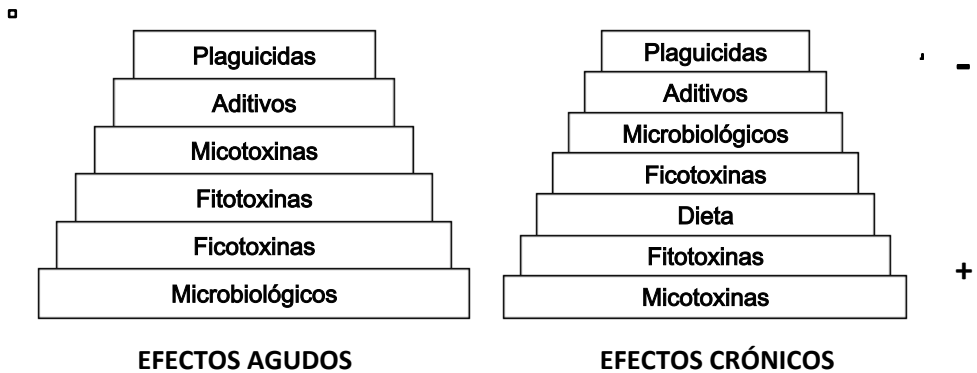 Plaguicidas
Aditivos
Micotoxinas
Fitotoxinas
Ficotoxinas
Microbiológicos
EFECTOS AGUDOS
Plaguicidas
Aditivos
Microbiológicos
Ficotoxinas
Dieta
Fitotoxinas
Micotoxinas
EFECTOS CRÓNICOS
-
+